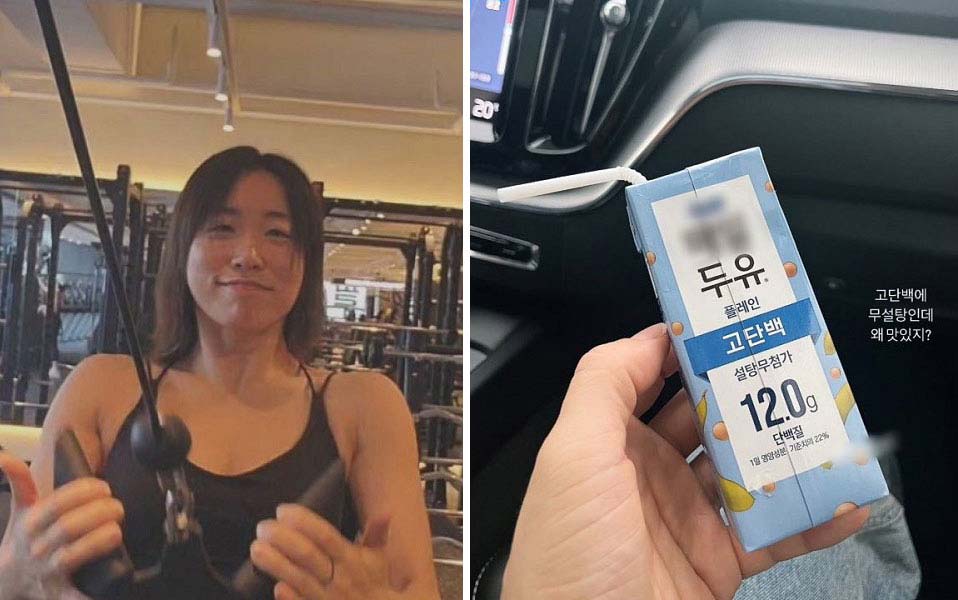 20
두유
플레인
고단백
설탕무첨가
12.0g
단백질
1일 영양성분 기준치의 22%
고단백에
무설탕인데
왜 맛있지?